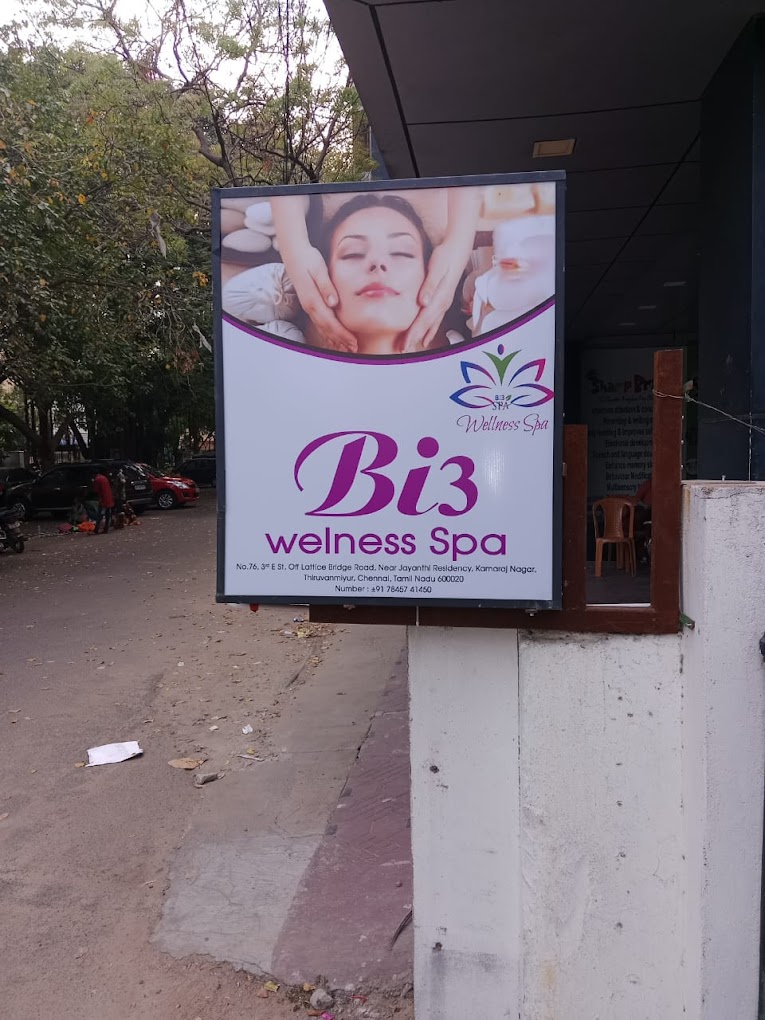 Bi3
SPA
Wellness Spa
Bi3
welness Spa
No.76, 3rd E St, Off Lattice Bridge Road, Near Jayanthi Residency, Kamaraj Nagar,
Thiruvanmiyur, Chennai, Tamil Nadu 600020
Number : +91 78457 41450